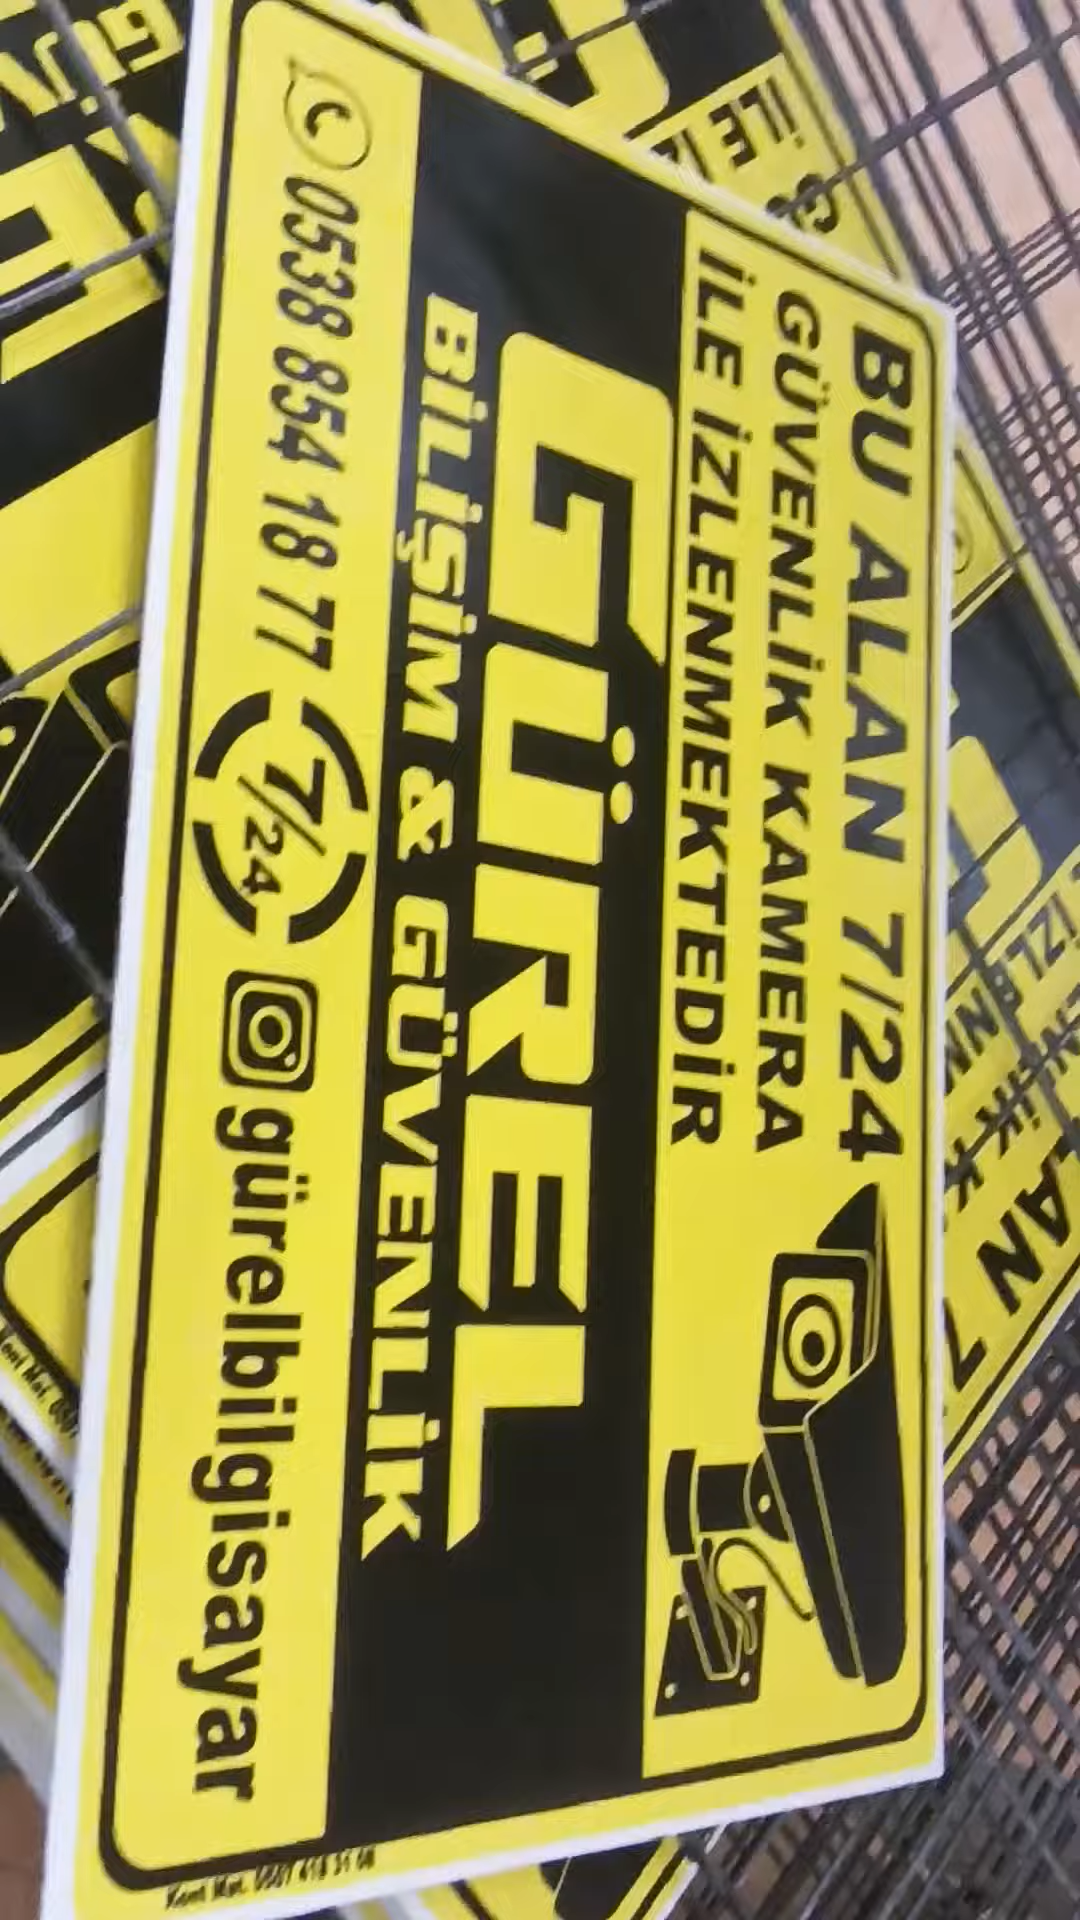 BU ALAN 7/24
GÜVENLİK KAMERA
İLE İZLENMEKTEDİR
GÜREL
BİLİŞİM & GÜVENLİK
0538 854 18 77
7/24
gürelbilgisayar